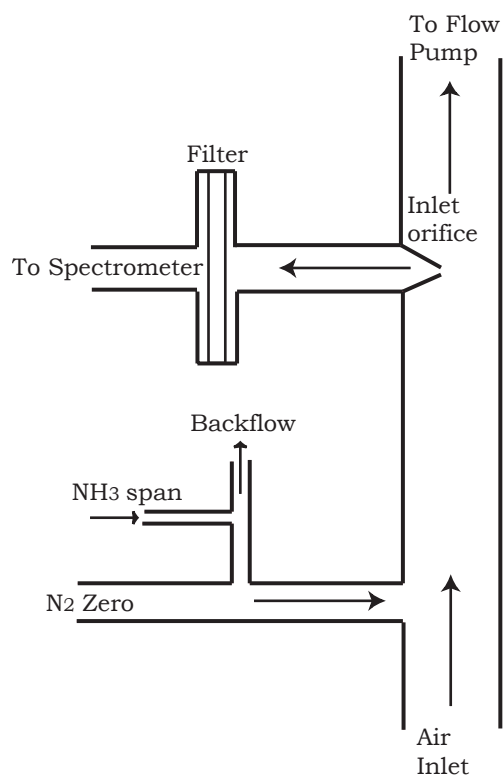 To Flow
Pump
Filter
Inlet
orifice
To Spectrometer
Backflow
NH3 span
N2 Zero
Air
Inlet